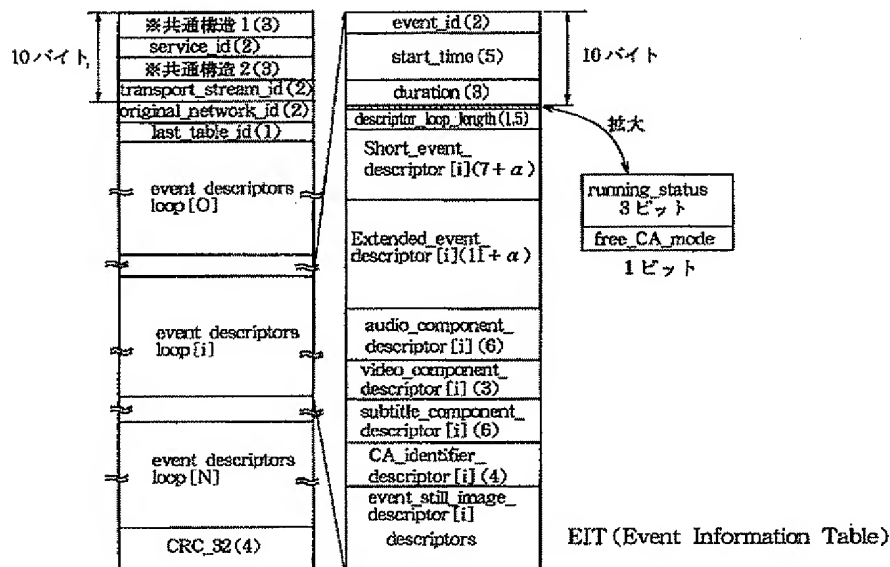 10バイト
※共通構造1(3)
service_id(2)
※共通構造2(3)
transport_stream_id(2)
original_network_id(2)
last_table_id(1)
event descriptors
loop[O]
event descriptors
loop[i]
event descriptors
loop[N]
CRC_32(4)
event_id(2)
start_time(5)
duration(3)
descriptor_loop_length(1.5)
Short_event_
descriptor[i](7+α)
Extended_event_
descriptor[i](11+α)
audio_component_
descriptor[i](6)
video_component_
descriptor[i](3)
subtitle_component_
descriptor[i](6)
CA_identifier_
descriptor[i](4)
event_still_image_
descriptor[i]
descriptors
10バイト
拡大
running_status
3ビット
free_CA_mode
1ビット
EIT(Event Information Table)